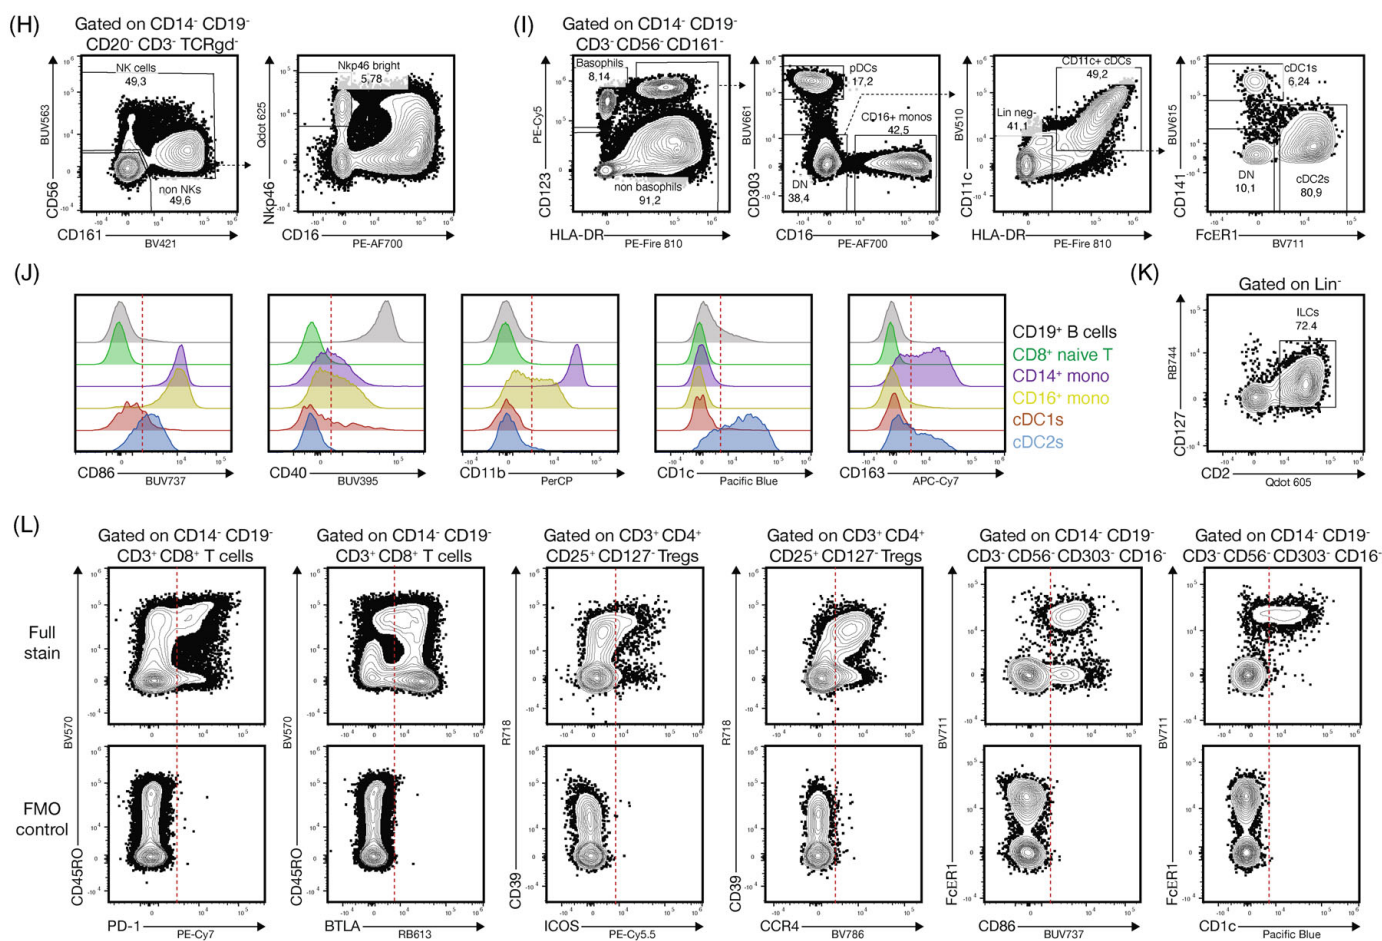 (H)
Gated on CD14⁻ CD19⁻
CD20⁻ CD3⁻ TCRgd⁻
NK cells
49,3
non NKs
49,6
CD56
BUV563
CD161
BV421
Nkp46 bright
5,78
Nkp46
Qdot 625
CD16
PE-AF700
(I)
Gated on CD14⁻ CD19⁻
CD3⁻ CD56⁻ CD161⁻
Basophils
8,14
non basophils
91,2
CD123
PE-Cy5
HLA-DR
PE-Fire 810
pDCs
17,2
CD16+ monos
42,5
DN
38,4
CD303
BUV661
CD16
PE-AF700
CD11c+ cDCs
49,2
Lin neg-
41,1
CD11c
BV510
HLA-DR
PE-Fire 810
cDC1s
6,24
DN
10,1
cDC2s
80,9
CD141
BUV615
FcER1
BV711
(J)
CD86
BUV737
CD40
BUV395
CD11b
PerCP
CD1c
Pacific Blue
CD163
APC-Cy7
CD19⁺ B cells
CD8⁺ naive T
CD14⁺ mono
CD16⁺ mono
cDC1s
cDC2s
(K)
Gated on Lin⁻
ILCs
72.4
CD127
RB744
CD2
Qdot 605
(L)
Gated on CD14⁻ CD19⁻
CD3⁺ CD8⁺ T cells
Gated on CD14⁻ CD19⁻
CD3⁺ CD8⁺ T cells
Gated on CD3⁺ CD4⁺
CD25⁺ CD127⁻ Tregs
Gated on CD3⁺ CD4⁺
CD25⁺ CD127⁻ Tregs
Gated on CD14⁻ CD19⁻
CD3⁻ CD56⁻ CD303⁻ CD16⁻
Gated on CD14⁻ CD19⁻
CD3⁻ CD56⁻ CD303⁻ CD16⁻
Full
stain
FMO
control
CD45RO
BV570
PD-1
PE-Cy7
CD45RO
BV570
BTLA
RB613
CD39
R718
ICOS
PE-Cy5.5
CD39
R718
CCR4
BV786
FcER1
BV711
CD86
BUV737
FcER1
BV711
CD1c
Pacific Blue